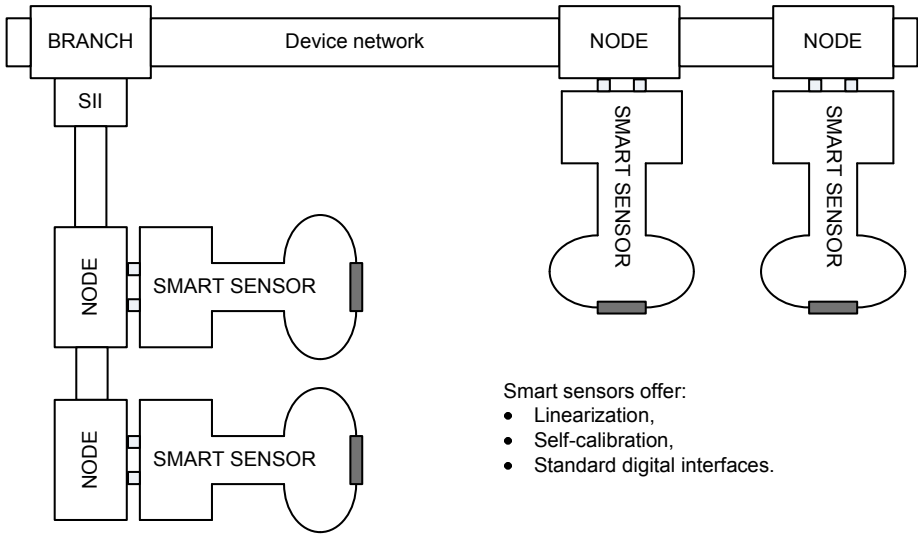 BRANCH
Device network
NODE
NODE
SII
SMART SENSOR
SMART SENSOR
NODE
SMART SENSOR
NODE
SMART SENSOR
Smart sensors offer:
• Linearization,
• Self-calibration,
• Standard digital interfaces.